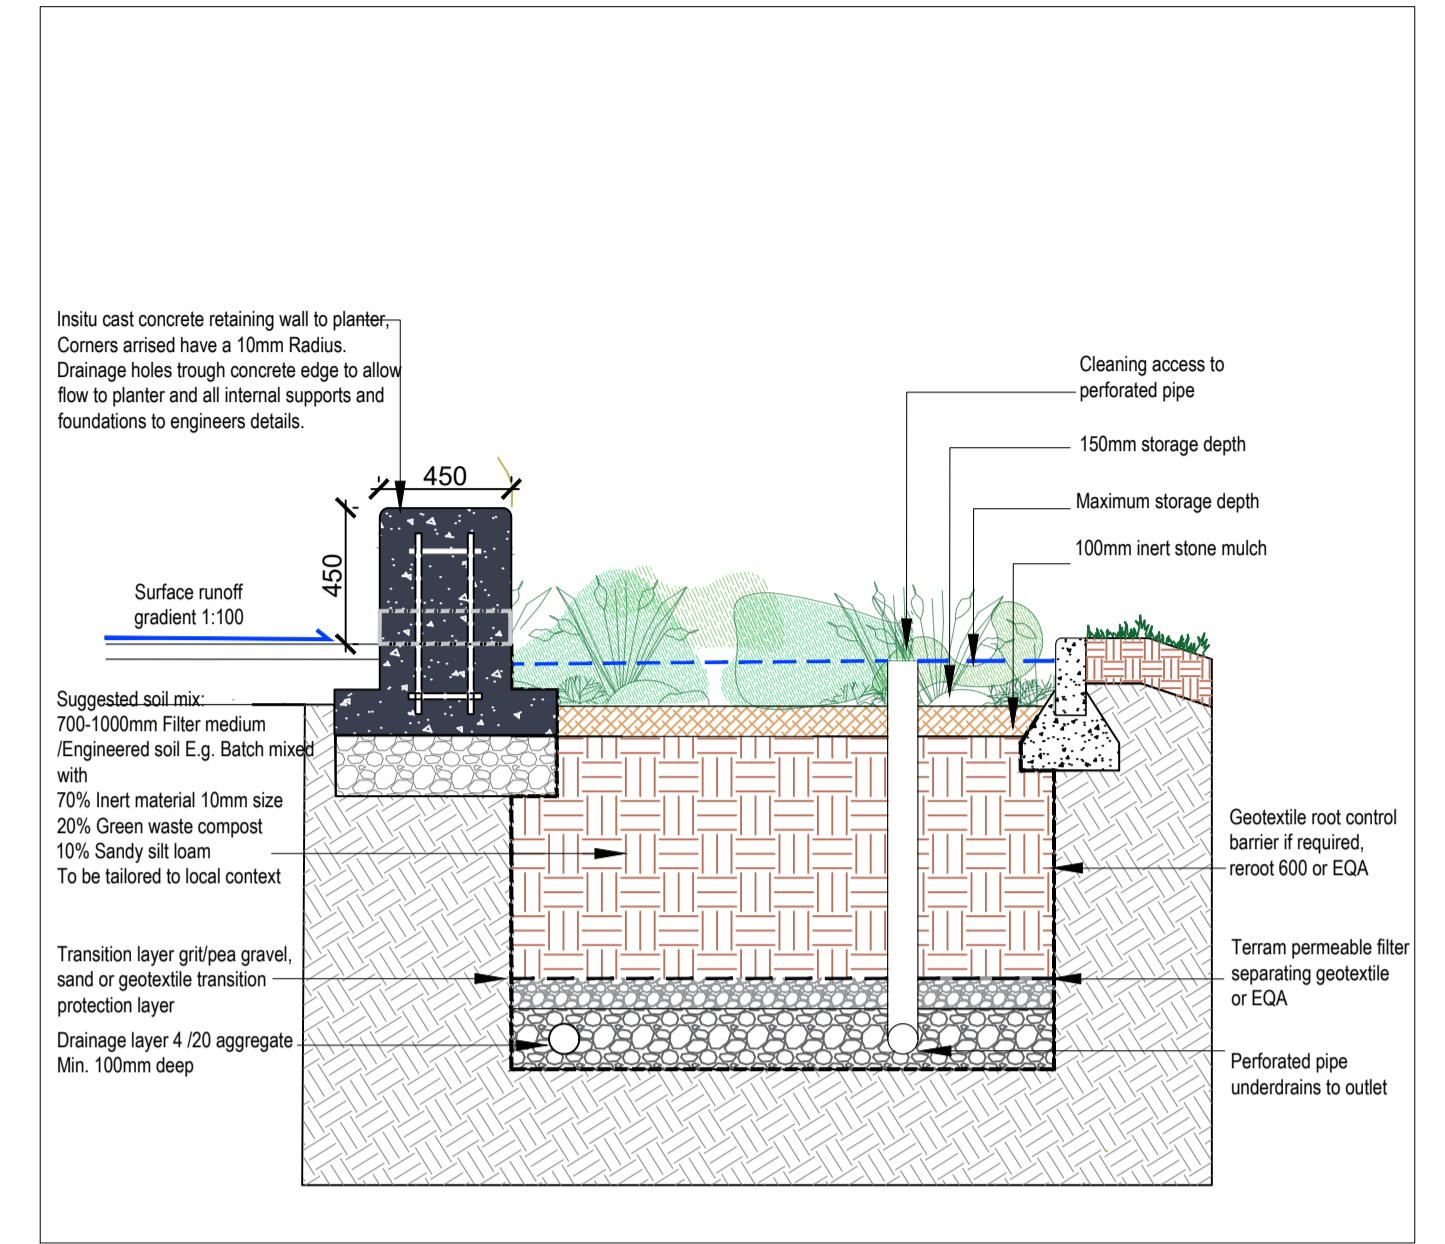 Insitu cast concrete retaining wall to planter,
Corners arrised have a 10mm Radius.
Drainage holes trough concrete edge to allow
flow to planter and all internal supports and
foundations to engineers details.
450
450
Surface runoff
gradient 1:100
Suggested soil mix:
700-1000mm Filter medium
/Engineered soil E.g. Batch mixed
with
70% Inert material 10mm size
20% Green waste compost
10% Sandy silt loam
To be tailored to local context
Transition layer grit/pea gravel,
sand or geotextile transition
protection layer
Drainage layer 4 /20 aggregate
Min. 100mm deep
Cleaning access to
perforated pipe
150mm storage depth
Maximum storage depth
100mm inert stone mulch
Geotextile root control
barrier if required,
reroot 600 or EQA
Terram permeable filter
separating geotextile
or EQA
Perforated pipe
underdrains to outlet